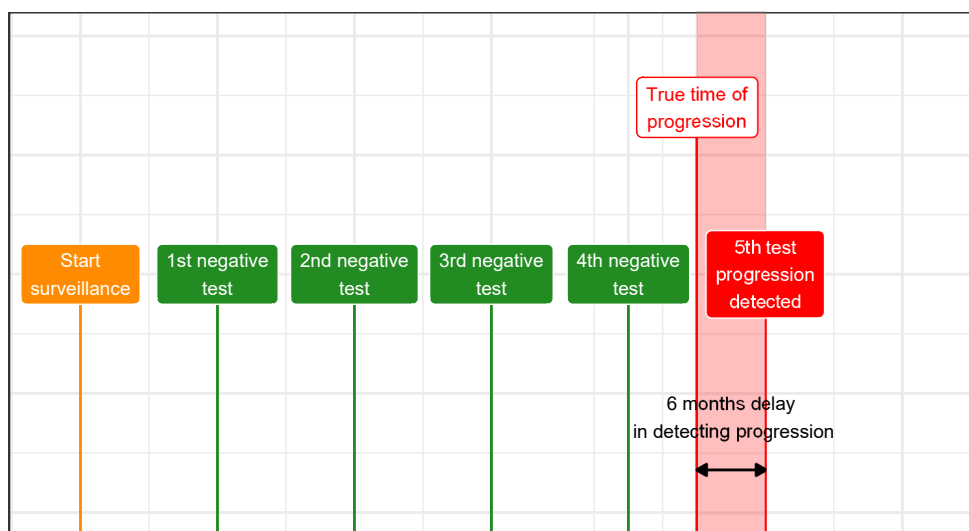 True time of
progression
Start
surveillance
1st negative
test
2nd negative
test
3rd negative
test
4th negative
test
5th test
progression
detected
6 months delay
in detecting progression